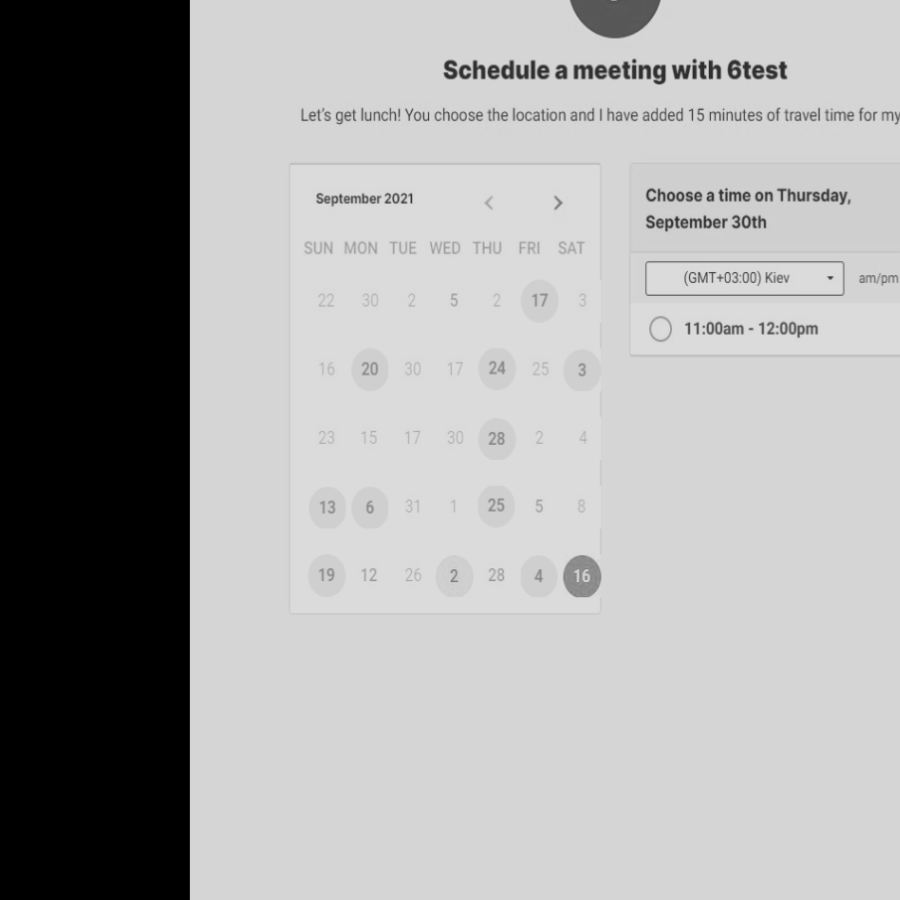 Schedule a meeting with 6test
Let's get lunch! You choose the location and I have added 15 minutes of travel time for my
September 2021
SUN MON TUE WED THU FRI SAT
22 30 2 5 2 17 3
16 20 30 17 24 25 3
23 15 17 30 28 2 4
13 6 31 1 25 5 8
19 12 26 2 28 4 16
Choose a time on Thursday,
September 30th
(GMT+03:00) Kiev am/pm
11:00am - 12:00pm